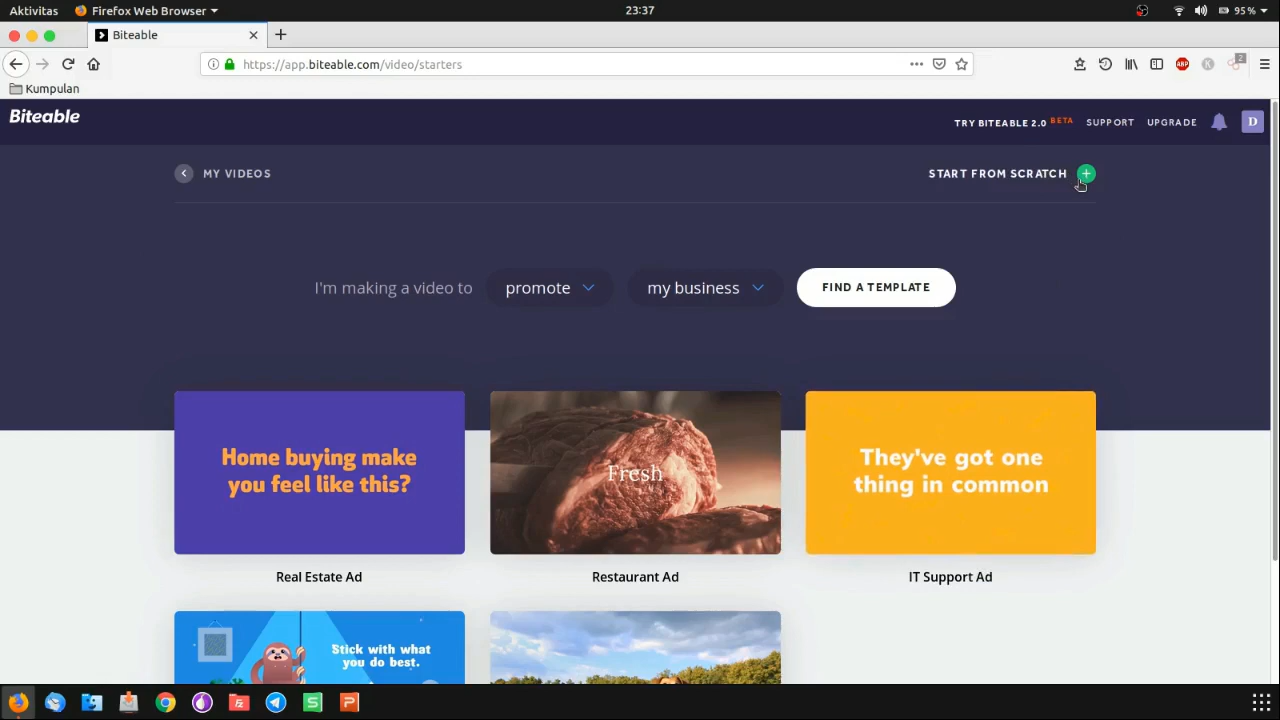 Aktivitas
Firefox Web Browser
23:37
95%
Biteable
https://app.biteable.com/video/starters
2
ABP
K
Kumpulan
Biteable
TRY BITEABLE 2.0 BETA
SUPPORT
UPGRADE
D
MY VIDEOS
START FROM SCRATCH
I'm making a video to
promote
my business
FIND A TEMPLATE
Home buying make
you feel like this?
Fresh
They've got one
thing in common
Real Estate Ad
Restaurant Ad
IT Support Ad
Stick with what
you do best.
FZ
S
P